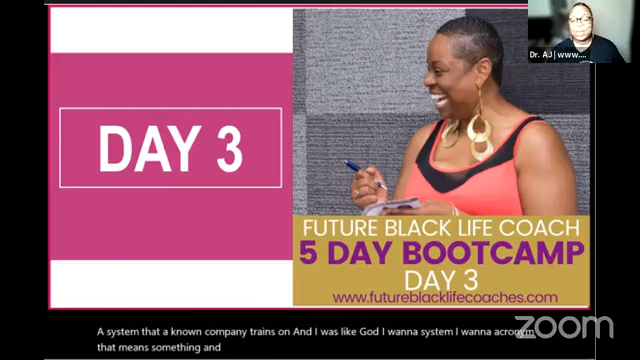 DAY 3
Dr. AJ | www....
FUTURE BLACK LIFE COACH
5 DAY BOOTCAMP
DAY 3
www.futureblacklifecoaches.com
A system that a known company trains on And I was like God I wanna system I wanna acronym
that means something and
zoom